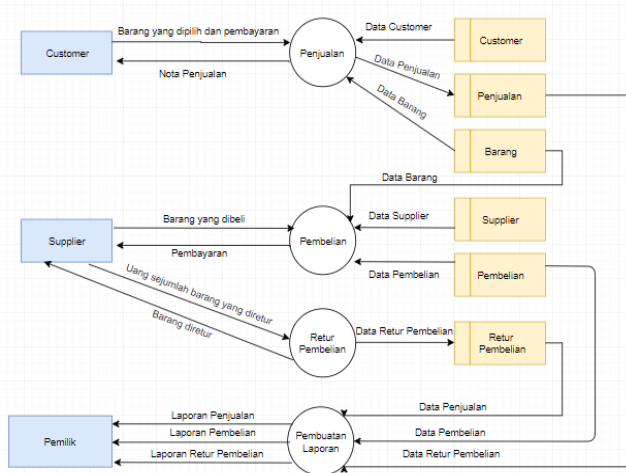 Barang yang dipilih dan pembayaran
Data Customer
Customer
Penjualan
Customer
Nota Penjualan
Data Penjualan
Penjualan
Data Barang
Barang
Data Barang
Barang yang dibeli
Data Supplier
Supplier
Supplier
Pembelian
Pembayaran
Data Pembelian
Pembelian
Uang sejumlah barang yang diretur
Barang diretur
Retur
Pembelian
Data Retur Pembelian
Retur
Pembelian
Laporan Penjualan
Data Penjualan
Pemilik
Laporan Pembelian
Pembuatan
Laporan
Data Pembelian
Laporan Retur Pembelian
Data Retur Pembelian